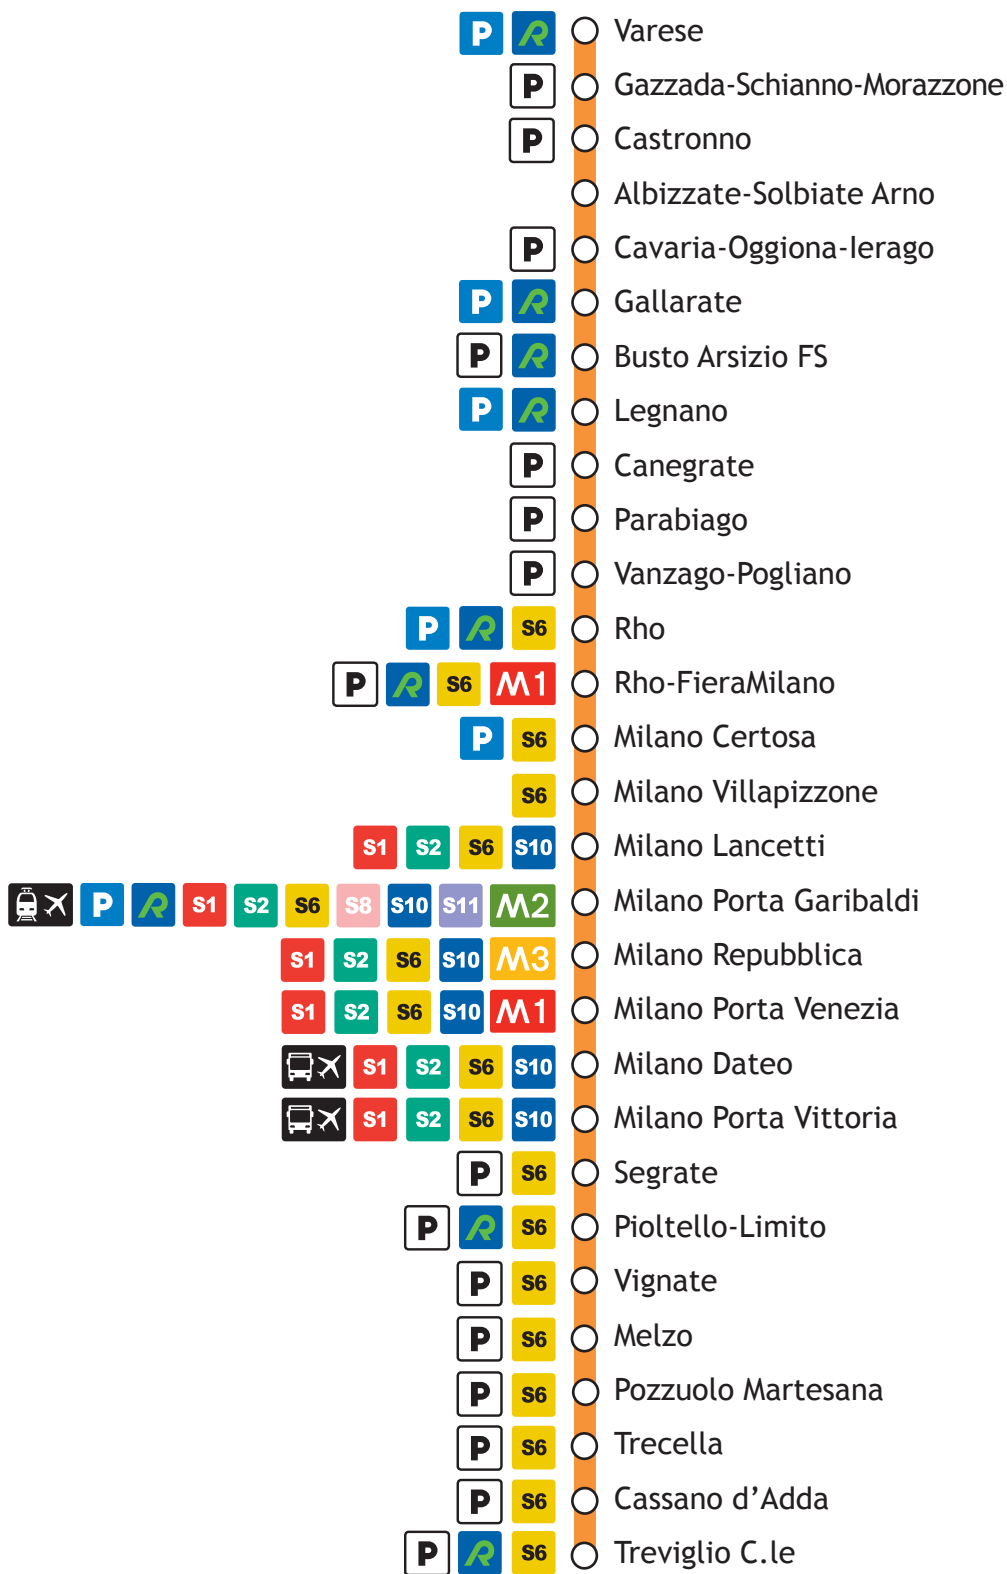 P R Varese
P Gazzada-Schianno-Morazzone
P Castronno
Albizzate-Solbiate Arno
P Cavaria-Oggiona-Ierago
P R Gallarate
P R Busto Arsizio FS
P R Legnano
P Canegrate
P Parabiago
P Vanzago-Pogliano
P R S6 Rho
P R S6 M1 Rho-FieraMilano
P S6 Milano Certosa
S6 Milano Villapizzone
S1 S2 S6 S10 Milano Lancetti
P R S1 S2 S6 S8 S10 S11 M2 Milano Porta Garibaldi
S1 S2 S6 S10 M3 Milano Repubblica
S1 S2 S6 S10 M1 Milano Porta Venezia
S1 S2 S6 S10 Milano Dateo
S1 S2 S6 S10 Milano Porta Vittoria
P S6 Segrate
P R S6 Pioltello-Limito
P S6 Vignate
P S6 Melzo
P S6 Pozzuolo Martesana
P S6 Trecella
P S6 Cassano d’Adda
P R S6 Treviglio C.le